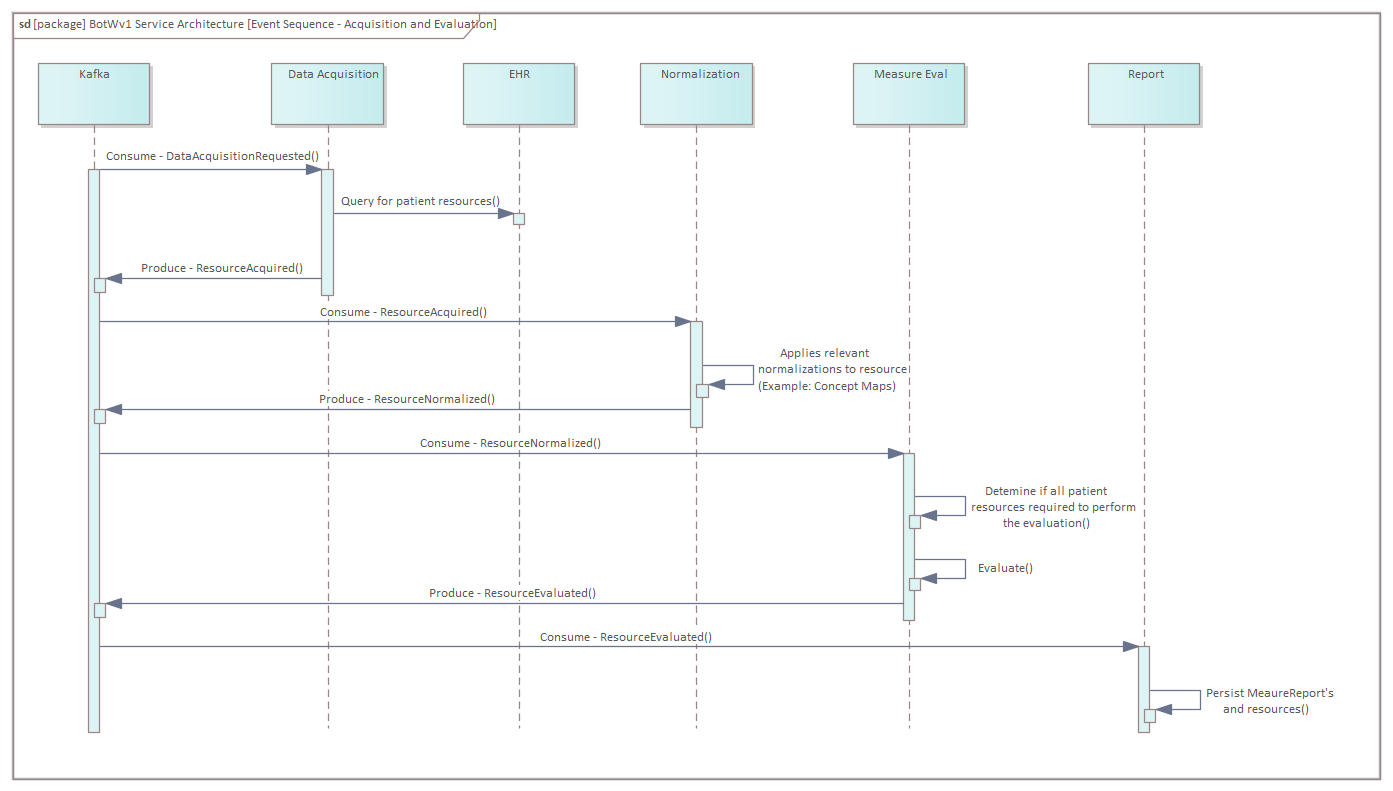 sd [package] BotWv1 Service Architecture [Event Sequence - Acquisition and Evaluation]
Kafka
Data Acquisition
EHR
Normalization
Measure Eval
Report
Consume - DataAcquisitionRequested()
Query for patient resources()
Produce - ResourceAcquired()
Consume - ResourceAcquired()
Applies relevant
normalizations to resource
(Example: Concept Maps)
Produce - ResourceNormalized()
Consume - ResourceNormalized()
Detemine if all patient
resources required to perform
the evaluation()
Evaluate()
Produce - ResourceEvaluated()
Consume - ResourceEvaluated()
Persist MeaureReport's
and resources()